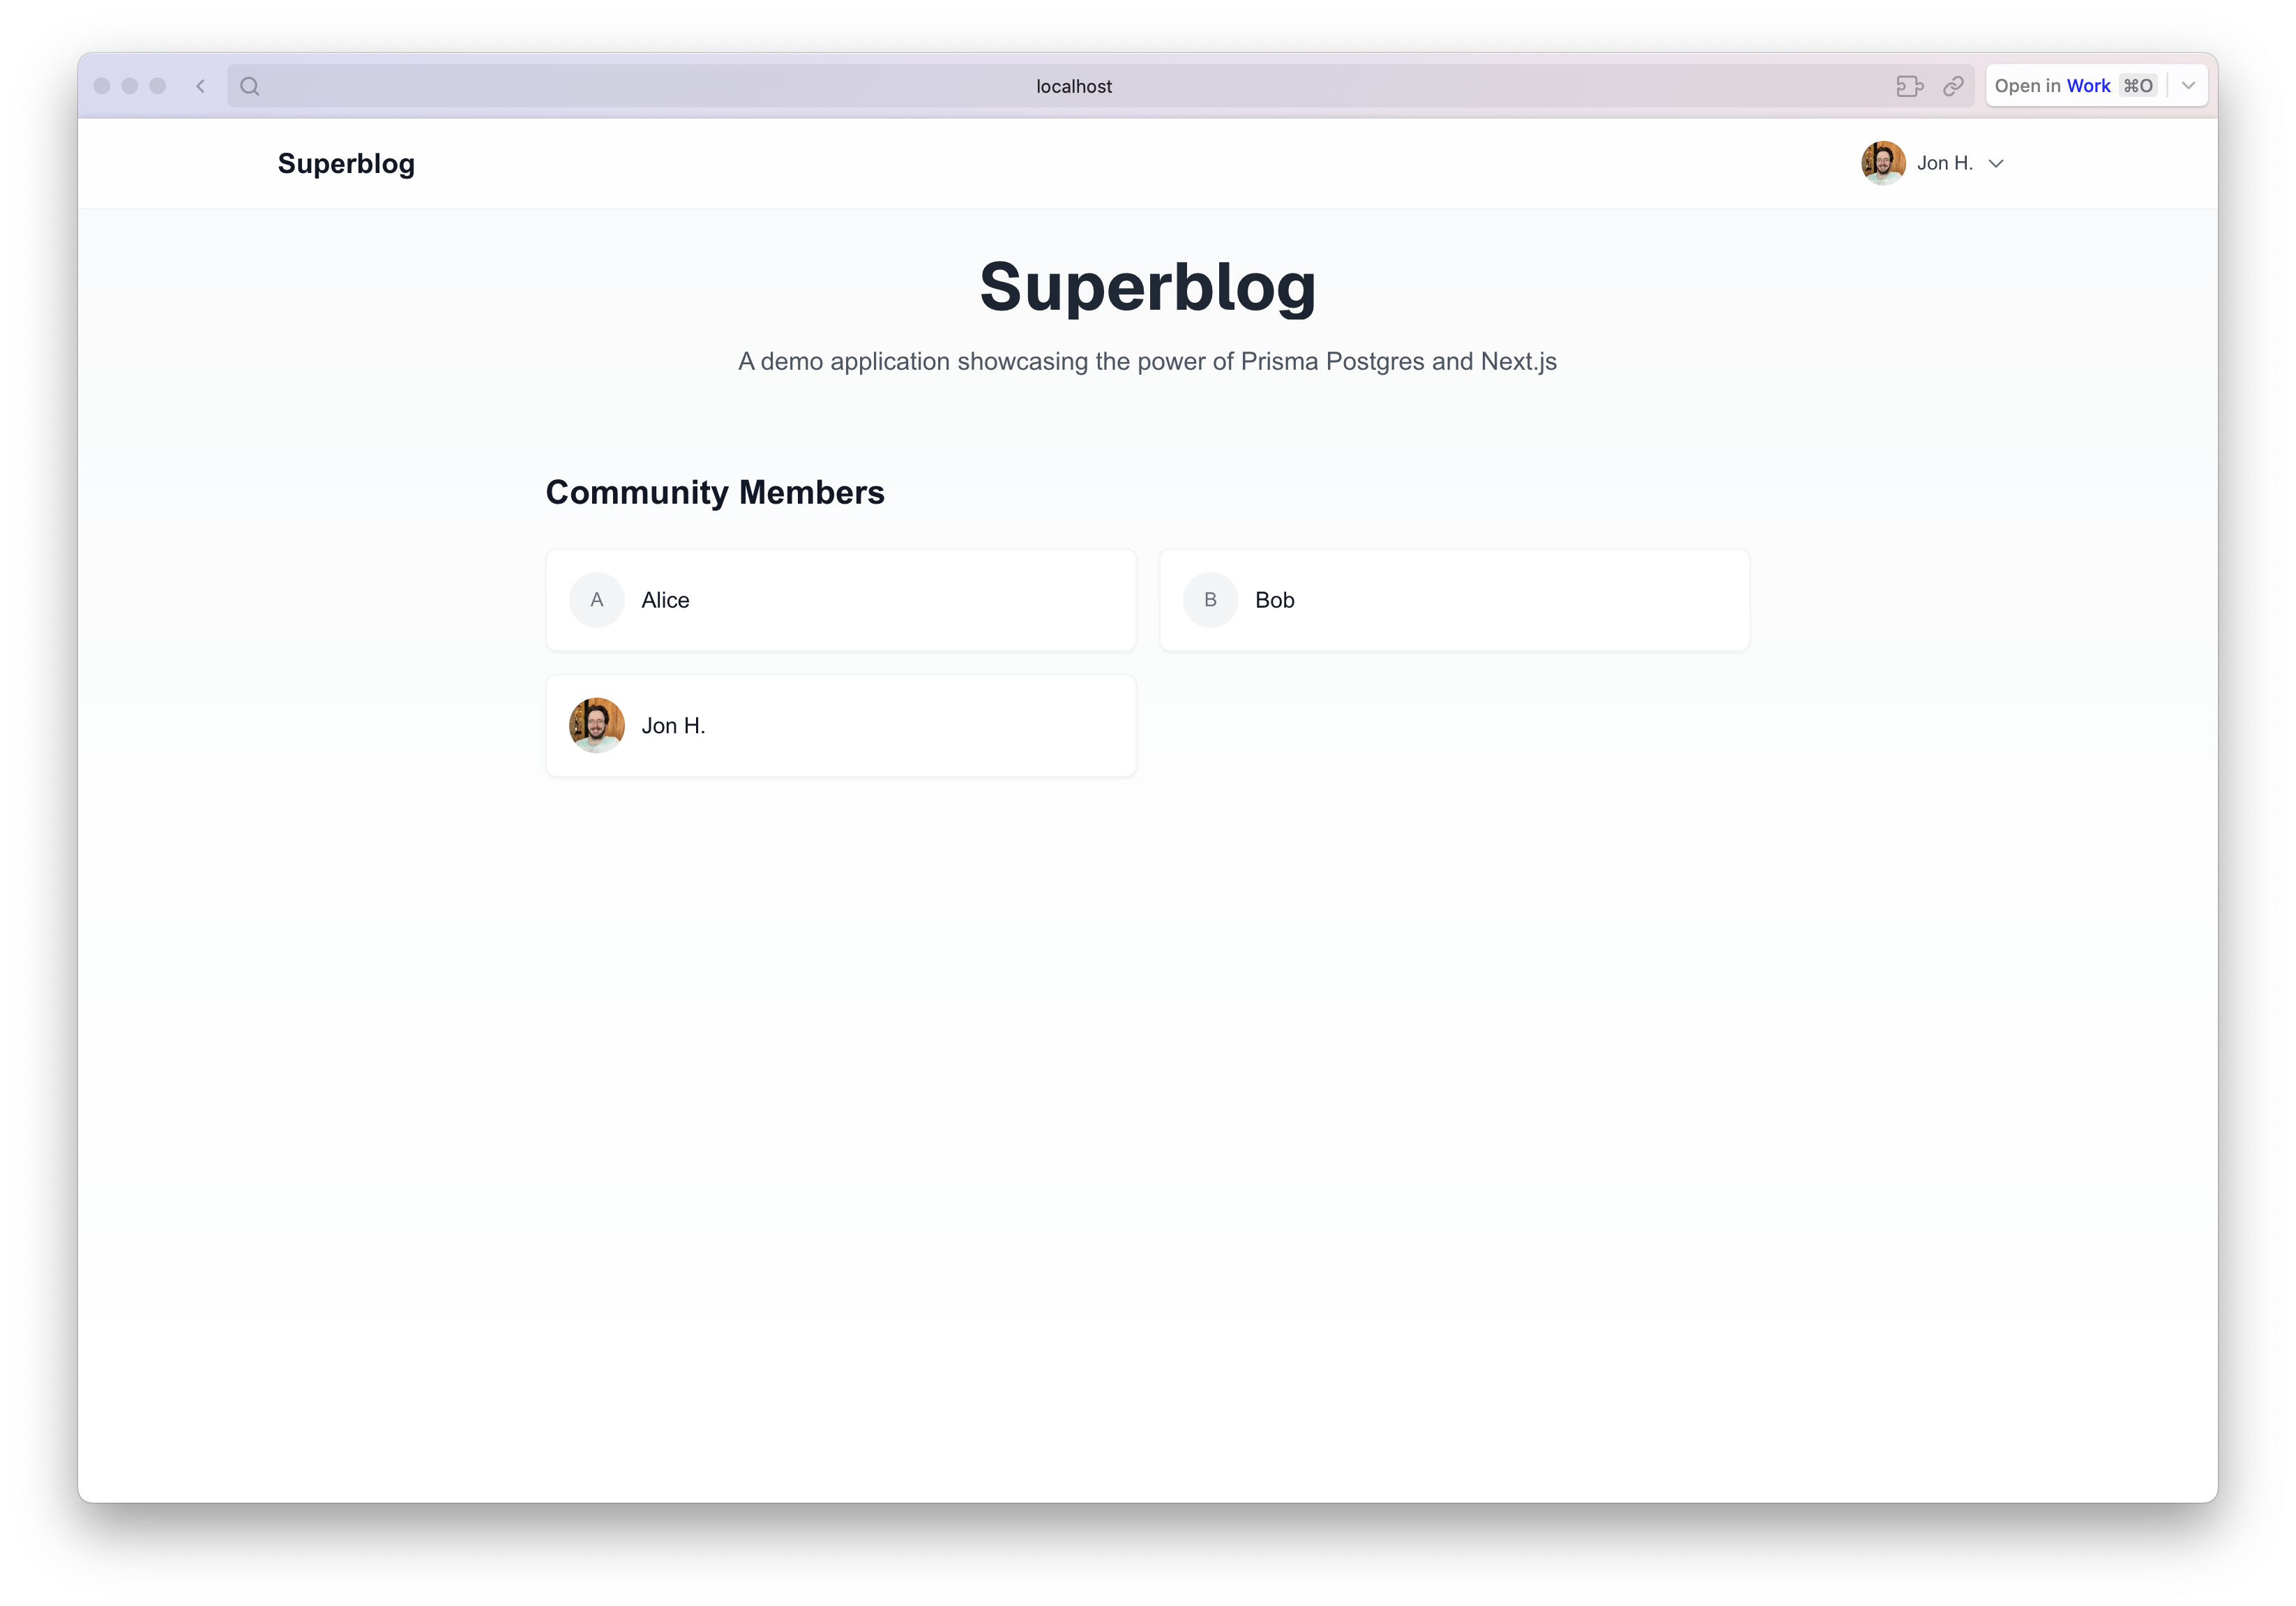 localhost
Open in Work ⌘O
Superblog
Jon H.
Superblog
A demo application showcasing the power of Prisma Postgres and Next.js
Community Members
A Alice
B Bob
Jon H.